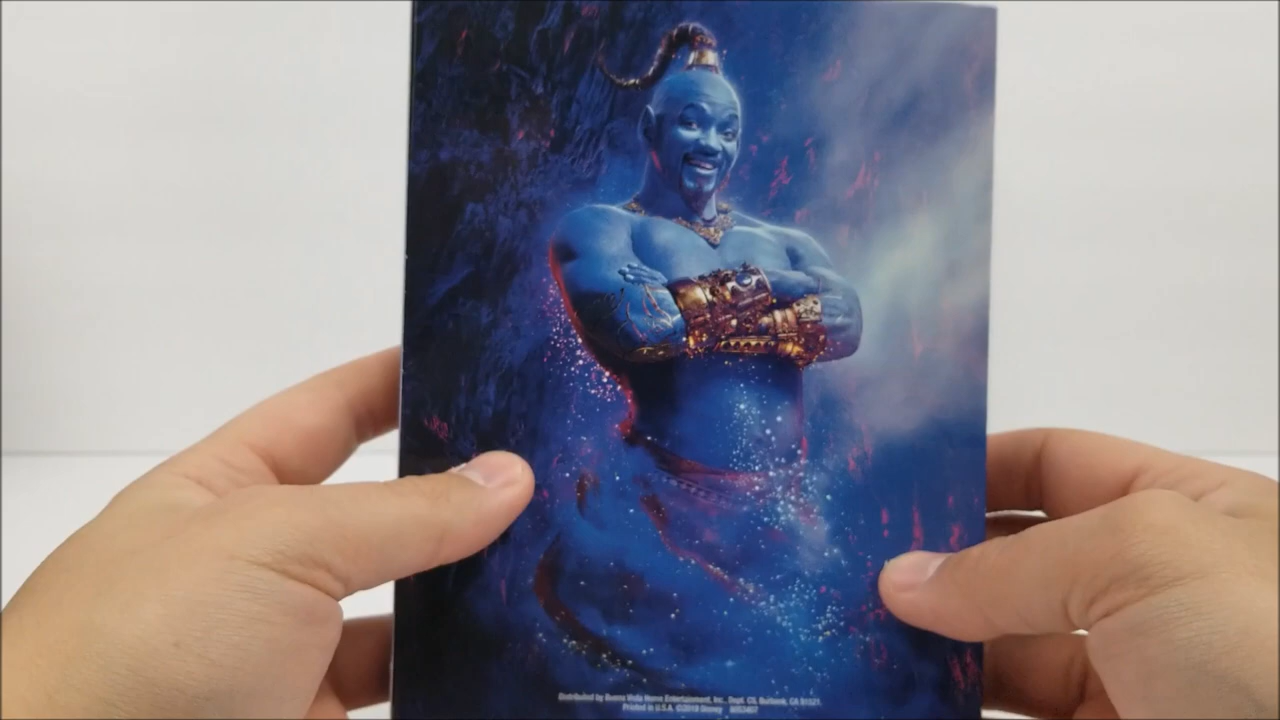 Distributed by Buena Vista Home Entertainment, Inc., Dept. CS, Burbank, CA 91521.
Printed in U.S.A. ©2019 Disney